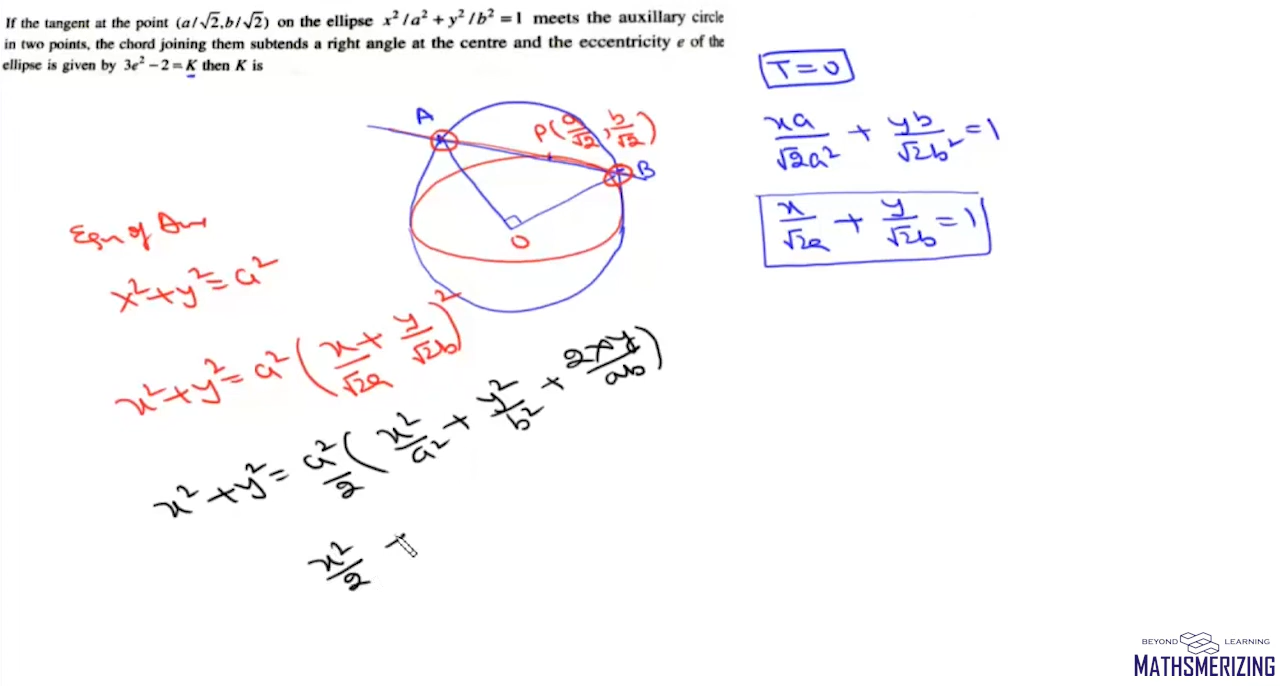 If the tangent at the point (a/√2,b/√2) on the ellipse x²/a² + y²/b² = 1 meets the auxillary circle
in two points, the chord joining them subtends a right angle at the centre and the eccentricity e of the
ellipse is given by 3e² − 2 = K then K is
T=0
xa/√2a² + yb/√2b² = 1
x/√2a + y/√2b = 1
A
P(a/√2, b/√2)
B
O
x²+y²=a²
x²+y²=a²(x/√2a + y/√2b)²
x²+y²= a²/2 (x²/a² + y²/b² + 2xy/ab)
x²/2 +
BEYOND LEARNING
MATHSMERIZING